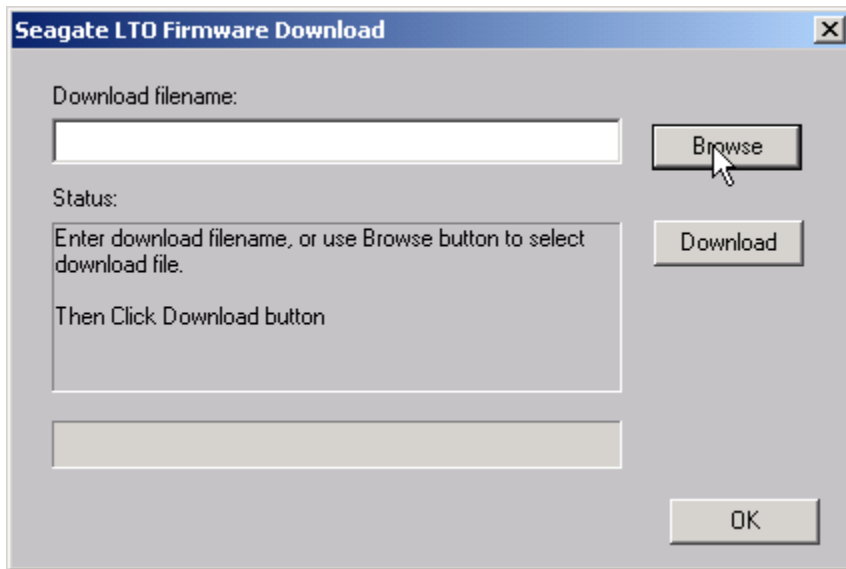 Seagate LTO Firmware Download
Download filename:
Browse
Status:
Enter download filename, or use Browse button to select
download file.
Then Click Download button
Download
OK